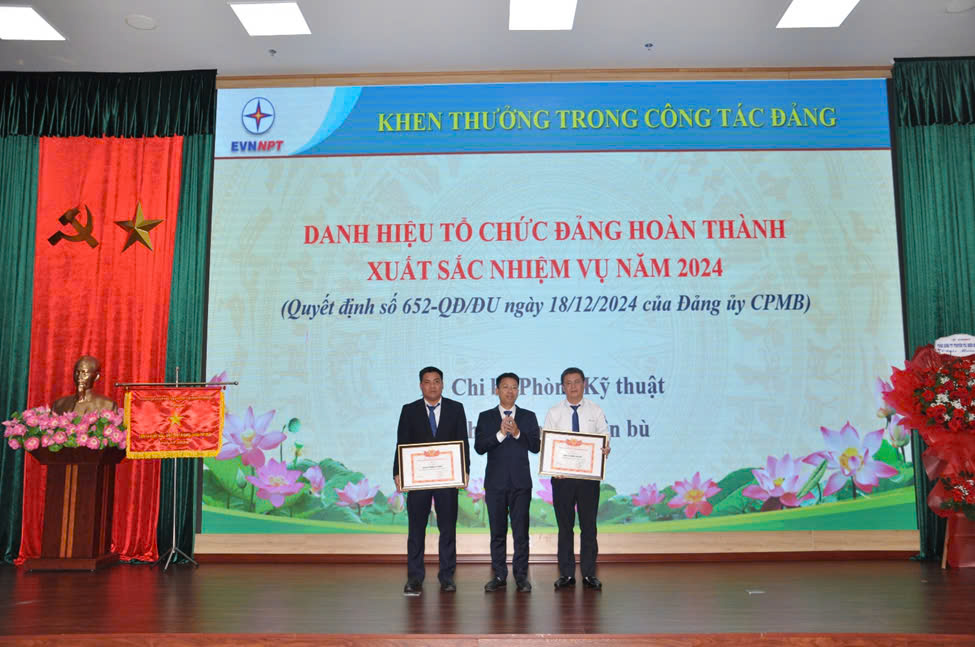 EVNNPT
KHEN THƯỞNG TRONG CÔNG TÁC ĐẢNG
DANH HIỆU TỔ CHỨC ĐẢNG HOÀN THÀNH
XUẤT SẮC NHIỆM VỤ NĂM 2024
(Quyết định số 652-QĐ/ĐU ngày 18/12/2024 của Đảng ủy CPMB)
Chi Kỹ thuật
bù